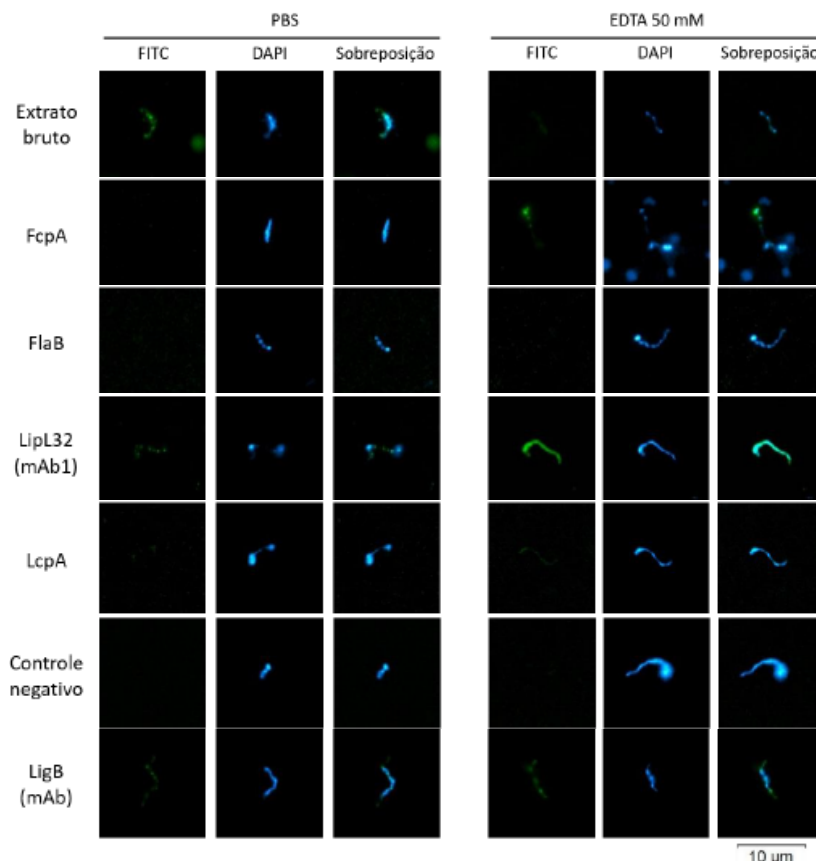 PBS
EDTA 50 mM
FITC
DAPI
Sobreposição
FITC
DAPI
Sobreposição
Extrato
bruto
FcpA
FlaB
LipL32
(mAb1)
LcpA
Controle
negativo
LigB
(mAb)
10 µm